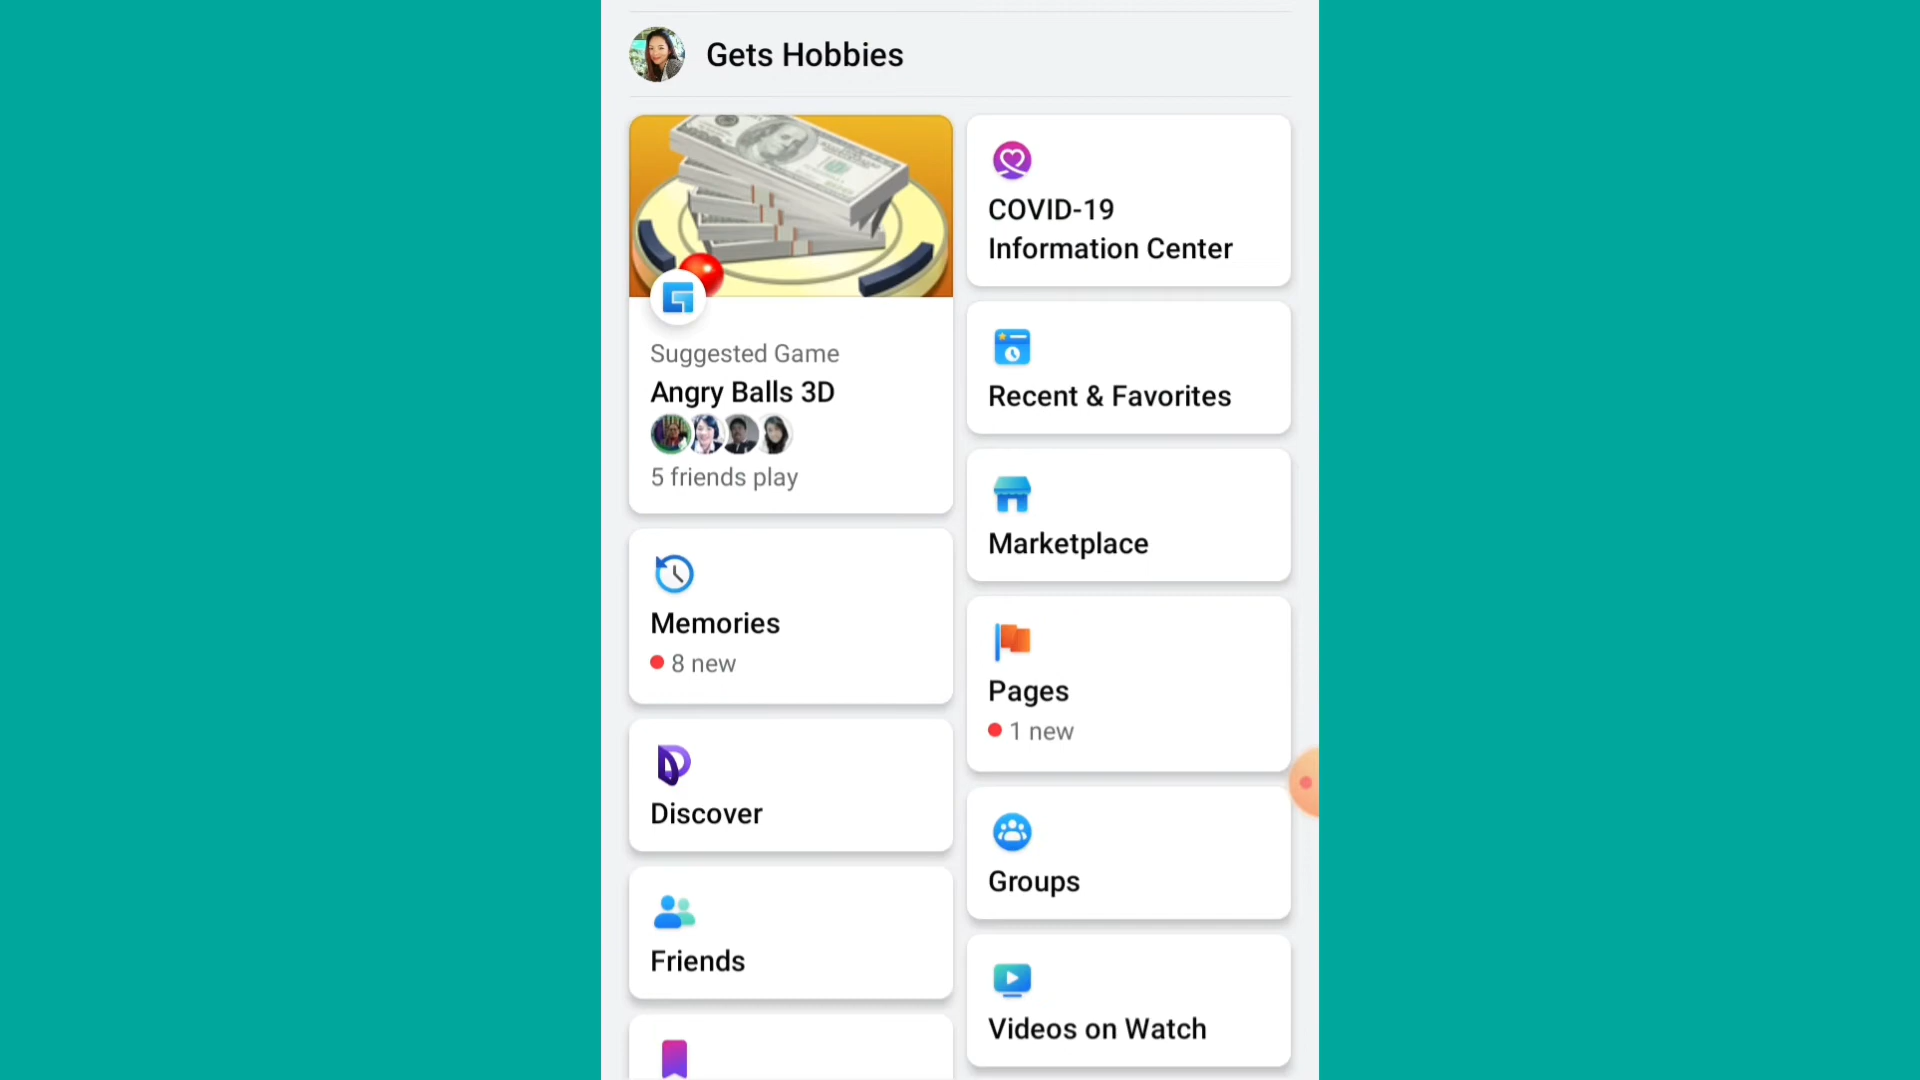 Gets Hobbies
Suggested Game
Angry Balls 3D
5 friends play
Memories
8 new
Discover
Friends
COVID-19
Information Center
Recent & Favorites
Marketplace
Pages
1 new
Groups
Videos on Watch